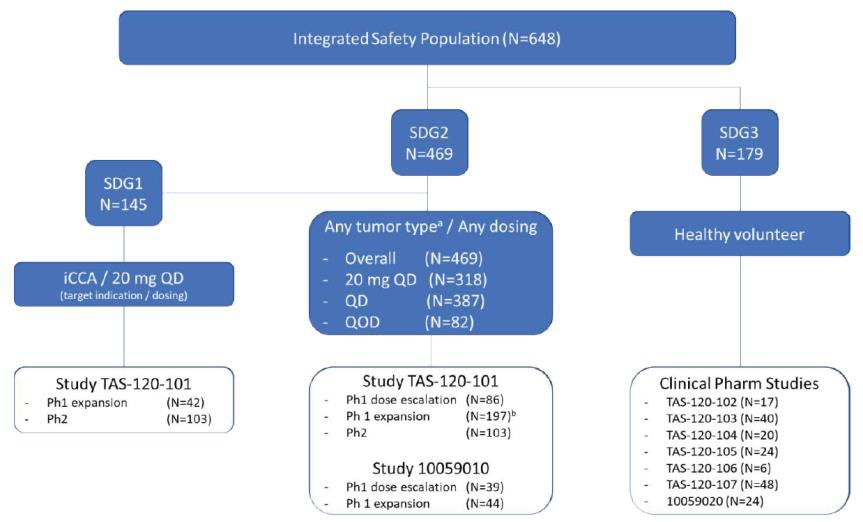 Integrated Safety Population (N=648)
SDG2
N=469
SDG3
N=179
SDG1
N=145
Any tumor typeᵃ / Any dosing
- Overall (N=469)
- 20 mg QD (N=318)
- QD (N=387)
- QOD (N=82)
Healthy volunteer
iCCA / 20 mg QD
(target indication / dosing)
Study TAS-120-101
- Ph1 expansion (N=42)
- Ph2 (N=103)
Study TAS-120-101
- Ph1 dose escalation (N=86)
- Ph 1 expansion (N=197)ᵇ
- Ph2 (N=103)
Study 10059010
- Ph1 dose escalation (N=39)
- Ph 1 expansion (N=44)
Clinical Pharm Studies
- TAS-120-102 (N=17)
- TAS-120-103 (N=40)
- TAS-120-104 (N=20)
- TAS-120-105 (N=24)
- TAS-120-106 (N=6)
- TAS-120-107 (N=48)
- 10059020 (N=24)